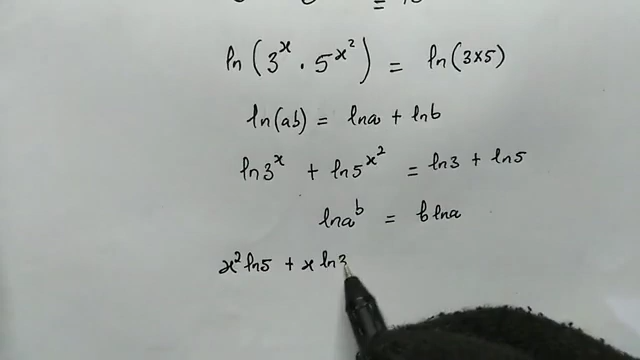 ln(3^x · 5^x²) = ln(3×5)
ln(ab) = lna + lnb
ln3^x + ln5^x² = ln3 + ln5
lna^b = blna
x²ln5 + x ln3